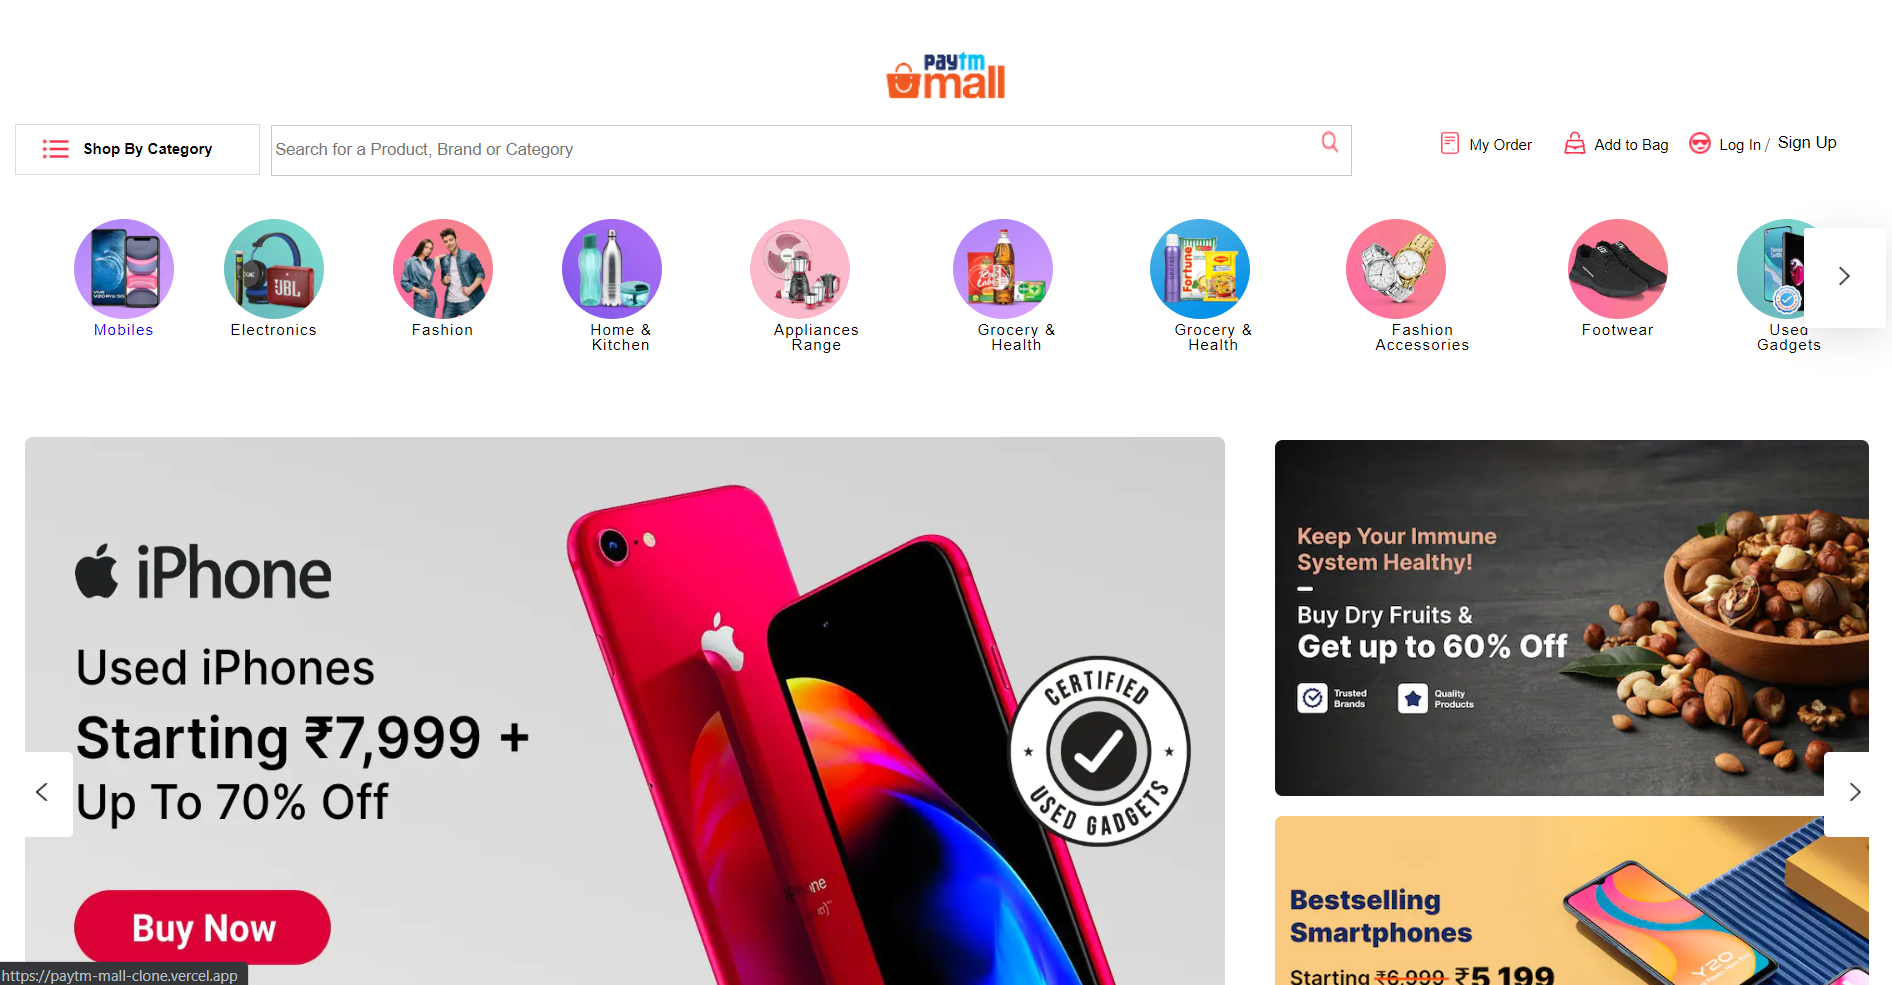 paytm
mall
Shop By Category
Search for a Product, Brand or Category
My Order
Add to Bag
Log In /
Sign Up
Mobiles
Electronics
Fashion
Home &
Kitchen
Appliances
Range
Grocery &
Health
Grocery &
Health
Fashion
Accessories
Footwear
Used
Gadgets
JBL
Fortune
iPhone
Used iPhones
Starting ₹7,999 +
Up To 70% Off
Buy Now
CERTIFIED
USED GADGETS
Keep Your Immune
System Healthy!
Buy Dry Fruits &
Get up to 60% Off
Trusted
Brands
Quality
Products
Bestselling
Smartphones
Starting ₹6,999 ₹5,199
Y20
https://paytm-mall-clone.vercel.app